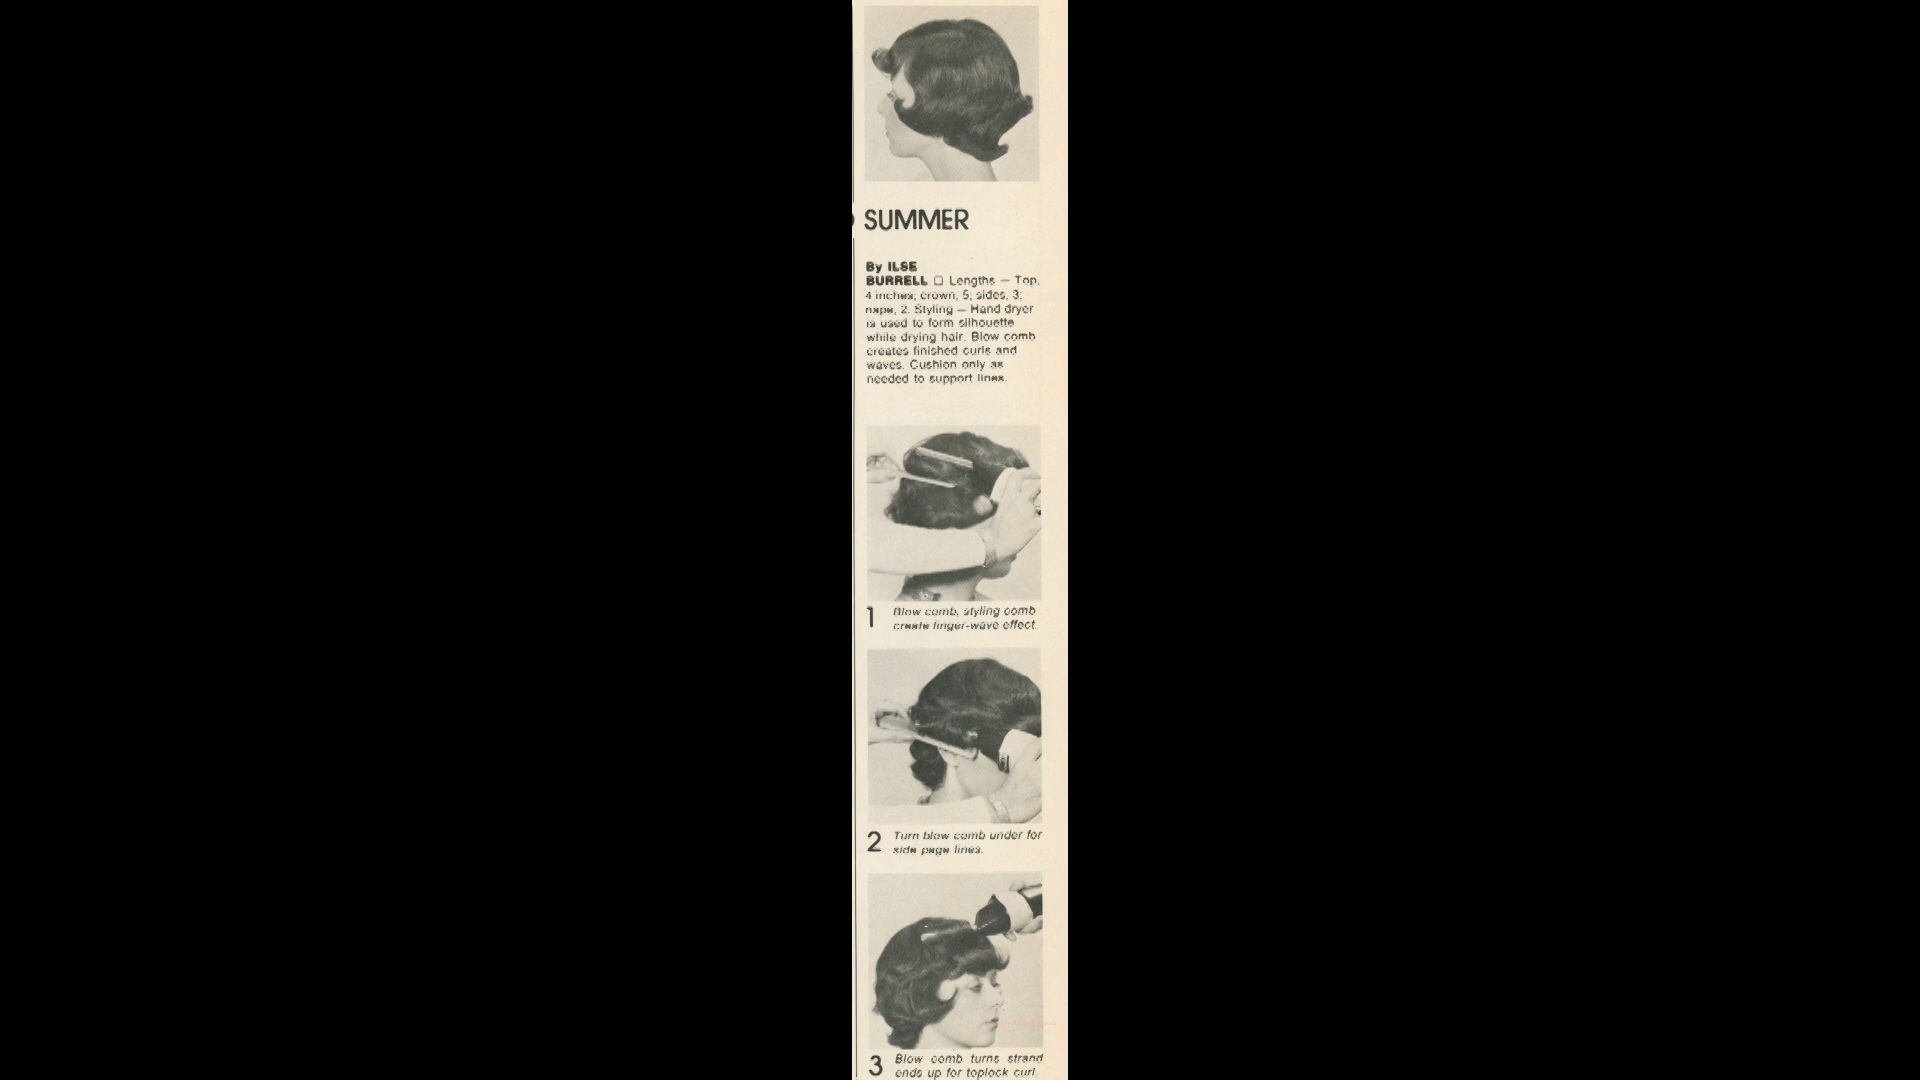 SUMMER
By ILSE
BURRELL □ Lengths — Top,
4 inches; crown, 5; sides, 3;
nape, 2. Styling — Hand dryer
is used to form silhouette
while drying hair. Blow comb
creates finished curls and
waves. Cushion only as
needed to support lines.
1 Blow comb, styling comb
create finger-wave effect.
2 Turn blow comb under for
side page lines.
3 Blow comb turns strand
ends up for toplock curl.